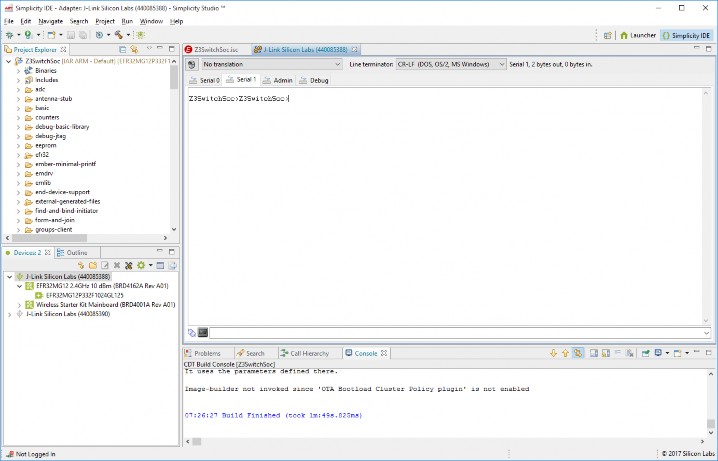 Simplicity IDE - Adapter: J-Link Silicon Labs (440085388) - Simplicity Studio ™
File Edit Navigate Search Project Run Window Help
Launcher Simplicity IDE
Project Explorer
Z3SwitchSoc.isc
J-Link Silicon Labs (440085388)
Z3SwitchSoc [IAR ARM - Default] [EFR32MG12P332F1
Binaries
Includes
adc
antenna-stub
basic
counters
debug-basic-library
debug-jtag
eeprom
efr32
ember-minimal-printf
emdrv
emlib
end-device-support
external-generated-files
find-and-bind-initiator
form-and-join
groups-client
No translation
Line terminator: CR-LF (DOS, OS/2, MS Windows) Serial 1, 2 bytes out, 0 bytes in.
Serial 0 Serial 1 Admin Debug
Z3SwitchSoc>Z3SwitchSoc>
Devices: 2 Outline
J-Link Silicon Labs (440085388)
EFR32MG12 2.4GHz 10 dBm (BRD4162A Rev A01)
EFR32MG12P332F1024GL125
Wireless Starter Kit Mainboard (BRD4001A Rev A01)
J-Link Silicon Labs (440085390)
Problems Search Call Hierarchy Console
CDT Build Console [Z3SwitchSoc]
It uses the parameters defined there.
Image-builder not invoked since 'OTA Bootload Cluster Policy plugin' is not enabled
07:26:27 Build Finished (took 1m:49s.825ms)
Not Logged In
© 2017 Silicon Labs